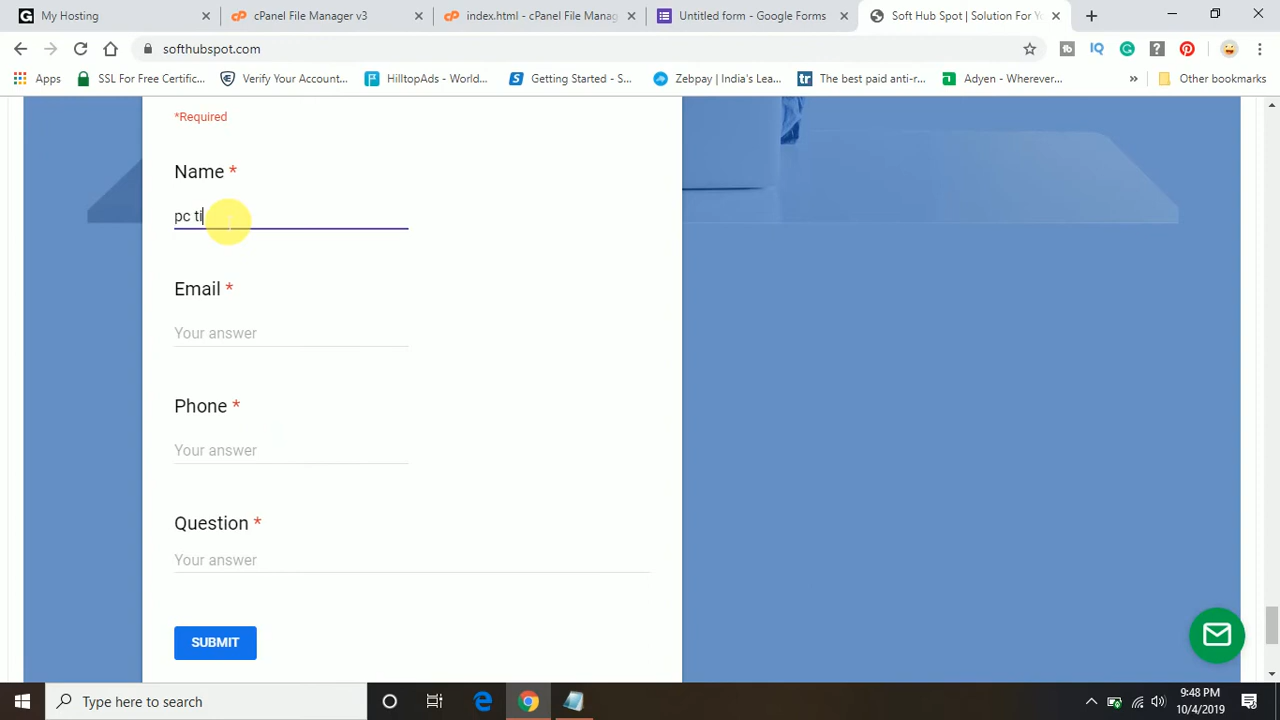 My Hosting
cPanel File Manager v3
index.html - cPanel File Manag
Untitled form - Google Forms
Soft Hub Spot | Solution For Yo
softhubspot.com
Apps
SSL For Free Certific...
Verify Your Account...
HilltopAds - World...
Getting Started - S...
Zebpay | India's Lea...
The best paid anti-r...
Adyen - Wherever...
Other bookmarks
*Required
Name *
pc ti
Email *
Your answer
Phone *
Your answer
Question *
Your answer
SUBMIT
Type here to search
9:48 PM
10/4/2019